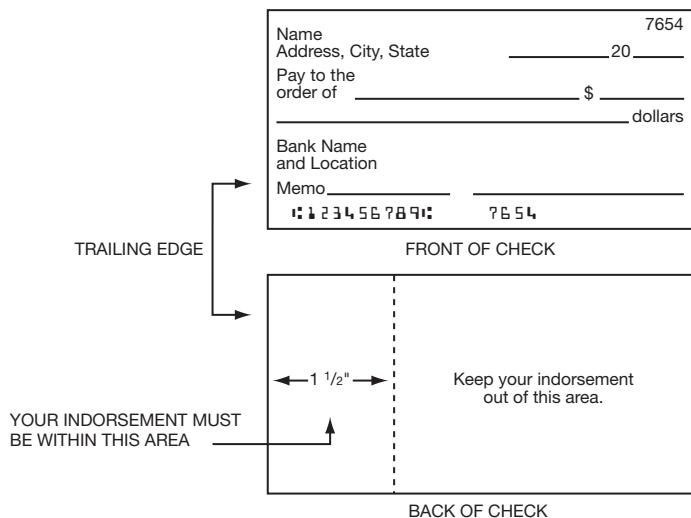 7654
Name
Address, City, State 20
Pay to the
order of $
dollars
Bank Name
and Location
Memo
⑆123456789⑆ 7654
TRAILING EDGE
FRONT OF CHECK
1 1/2"
Keep your indorsement
out of this area.
YOUR INDORSEMENT MUST
BE WITHIN THIS AREA
BACK OF CHECK